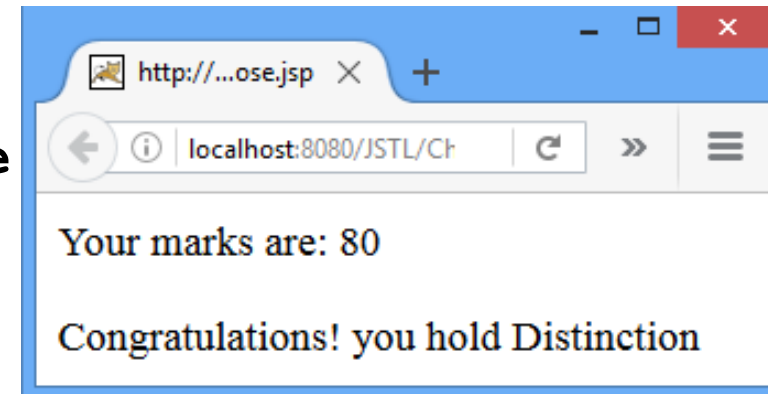 http://...ose.jsp
e
localhost:8080/JSTL/Ch
Your marks are: 80
Congratulations! you hold Distinction